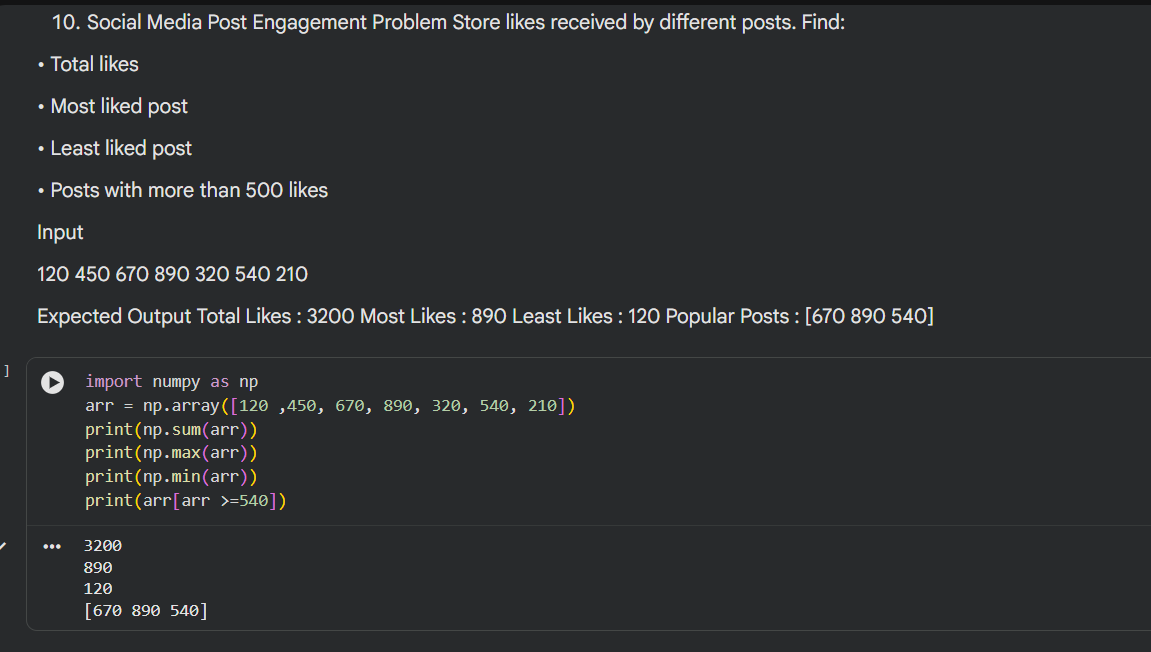 10. Social Media Post Engagement Problem Store likes received by different posts. Find:
• Total likes
• Most liked post
• Least liked post
• Posts with more than 500 likes
Input
120 450 670 890 320 540 210
Expected Output Total Likes : 3200 Most Likes : 890 Least Likes : 120 Popular Posts : [670 890 540]
]
import numpy as np
arr = np.array([120 ,450, 670, 890, 320, 540, 210])
print(np.sum(arr))
print(np.max(arr))
print(np.min(arr))
print(arr[arr >=540])
3200
890
120
[670 890 540]